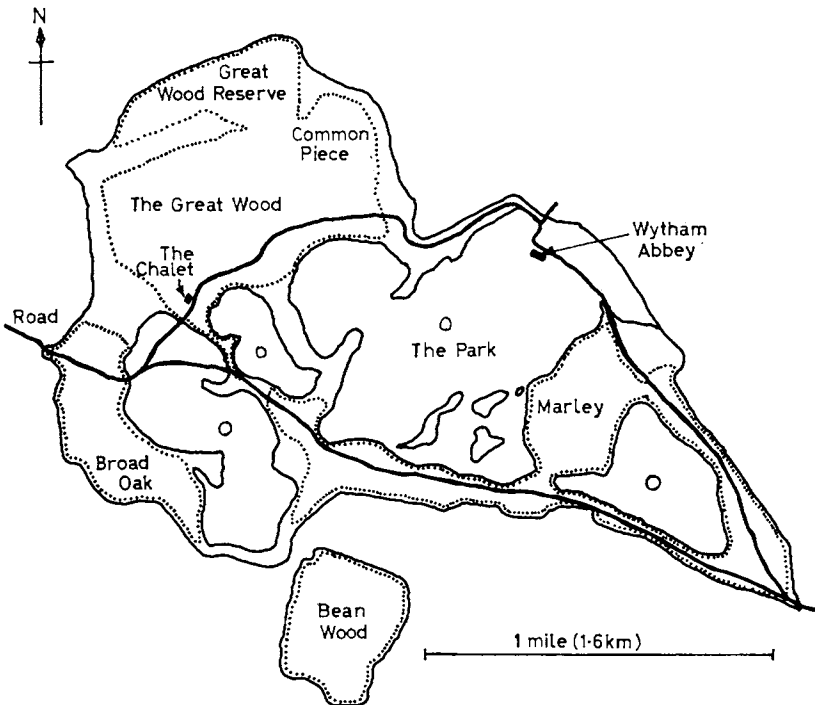 N
Great
Wood Reserve
Common
Piece
The Great Wood
Wytham
Abbey
The
Chalet
Road
The Park
Marley
Broad
Oak
Bean
Wood
1 mile (1·6km)